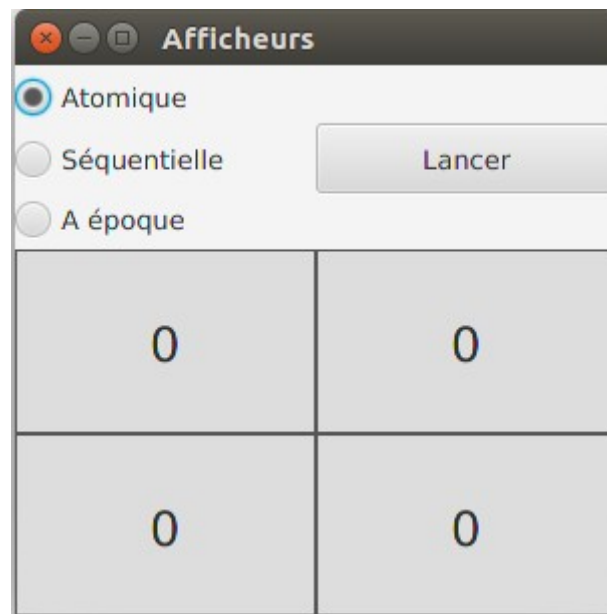 Afficheurs
Atomique
Séquentielle
Lancer
A époque
0 0
0 0